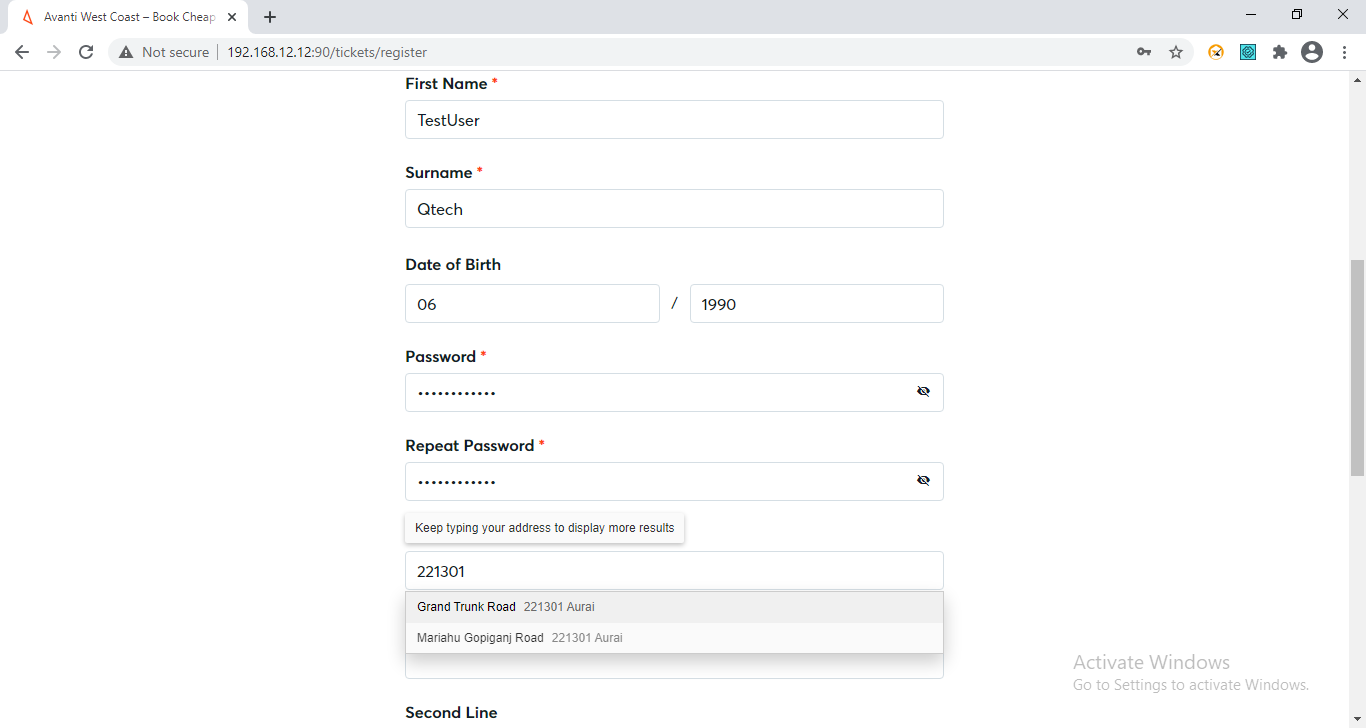 Avanti West Coast – Book Cheap
Not secure 192.168.12.12:90/tickets/register
First Name *
TestUser
Surname *
Qtech
Date of Birth
06 / 1990
Password *
••••••••••••
Repeat Password *
••••••••••••
Keep typing your address to display more results
221301
Grand Trunk Road 221301 Aurai
Mariahu Gopiganj Road 221301 Aurai
Second Line
Activate Windows
Go to Settings to activate Windows.